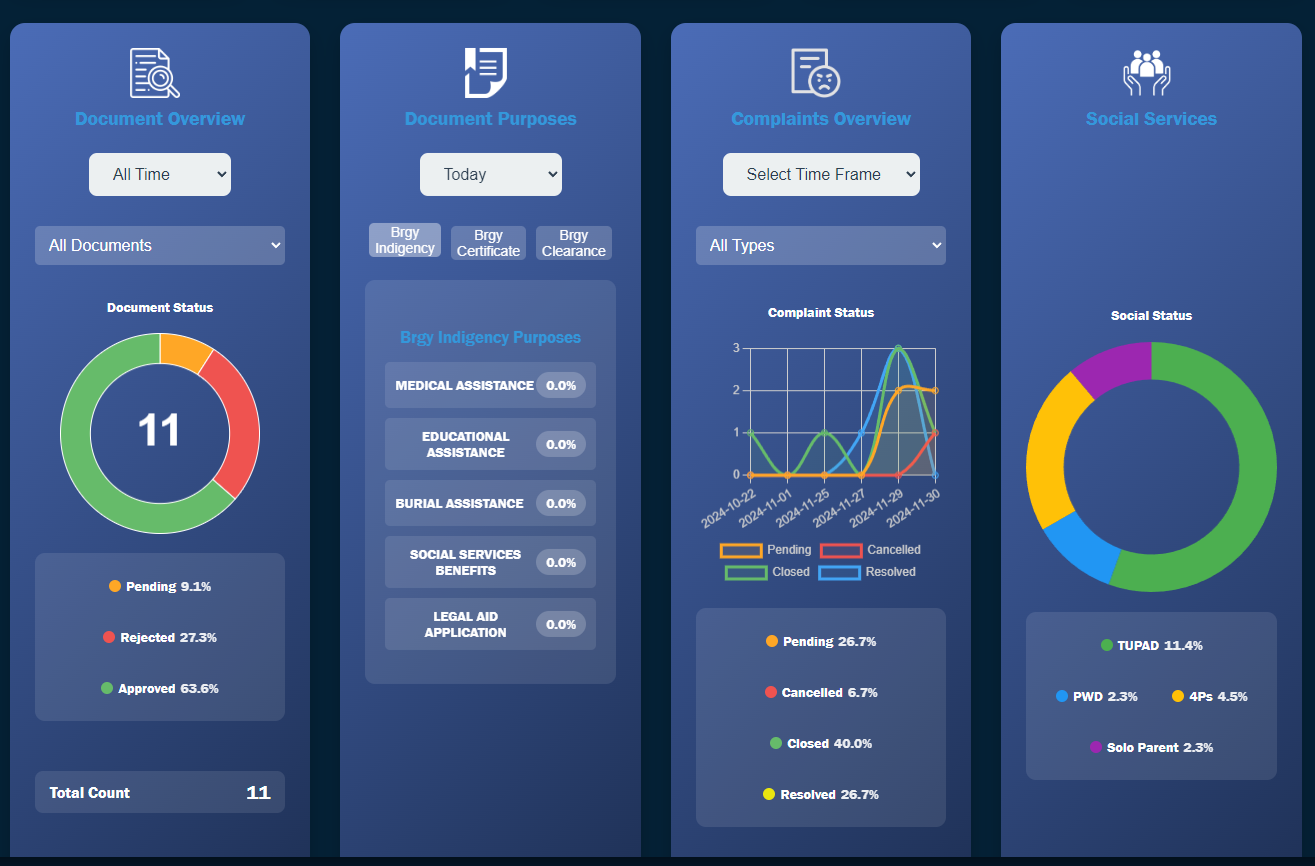 Document Overview
All Time
All Documents
Document Status
11
Pending 9.1%
Rejected 27.3%
Approved 63.6%
Total Count 11
Document Purposes
Today
Brgy
Indigency
Brgy
Certificate
Brgy
Clearance
Brgy Indigency Purposes
MEDICAL ASSISTANCE 0.0%
EDUCATIONAL
ASSISTANCE
0.0%
BURIAL ASSISTANCE 0.0%
SOCIAL SERVICES
BENEFITS
0.0%
LEGAL AID
APPLICATION
0.0%
Complaints Overview
Select Time Frame
All Types
Complaint Status
3
2
1
0
2024-10-22
2024-11-01
2024-11-25
2024-11-27
2024-11-29
2024-11-30
Pending Cancelled
Closed Resolved
Pending 26.7%
Cancelled 6.7%
Closed 40.0%
Resolved 26.7%
Social Services
Social Status
TUPAD 11.4%
PWD 2.3% 4Ps 4.5%
Solo Parent 2.3%